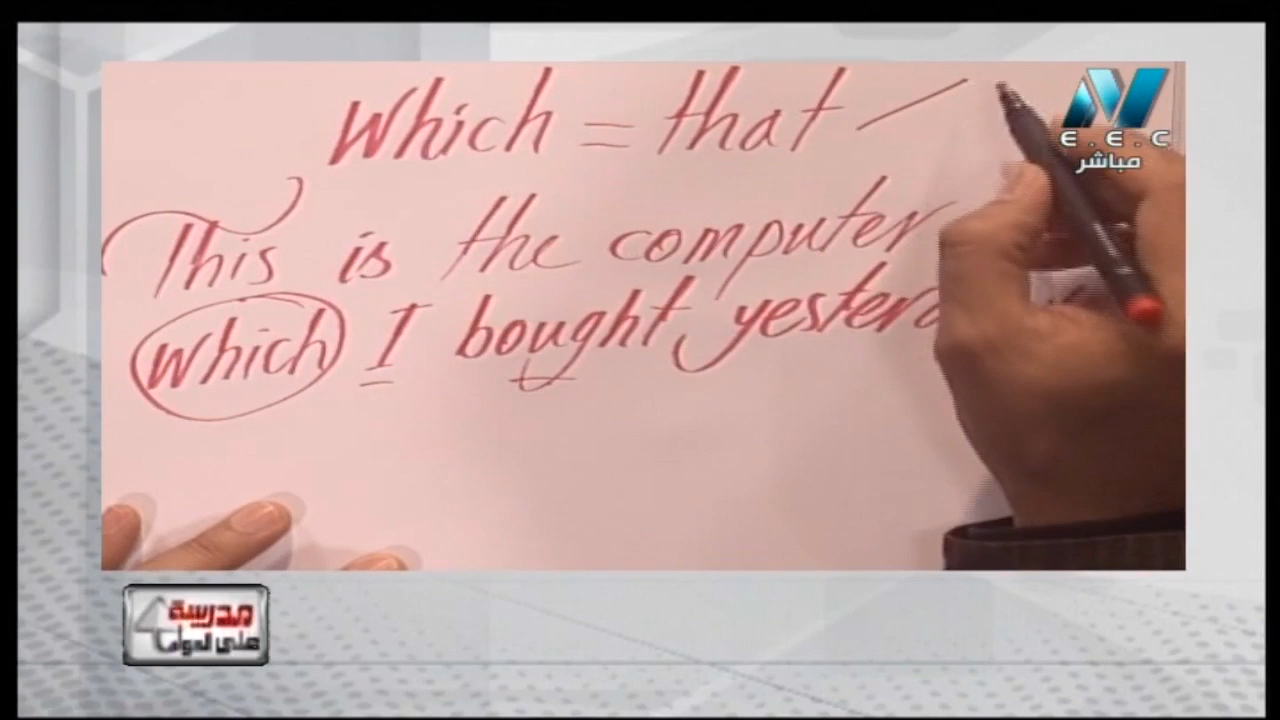 Which = that
E.E.C
مباشر
This is the computer
which I bought
مدرسة
على الهواء